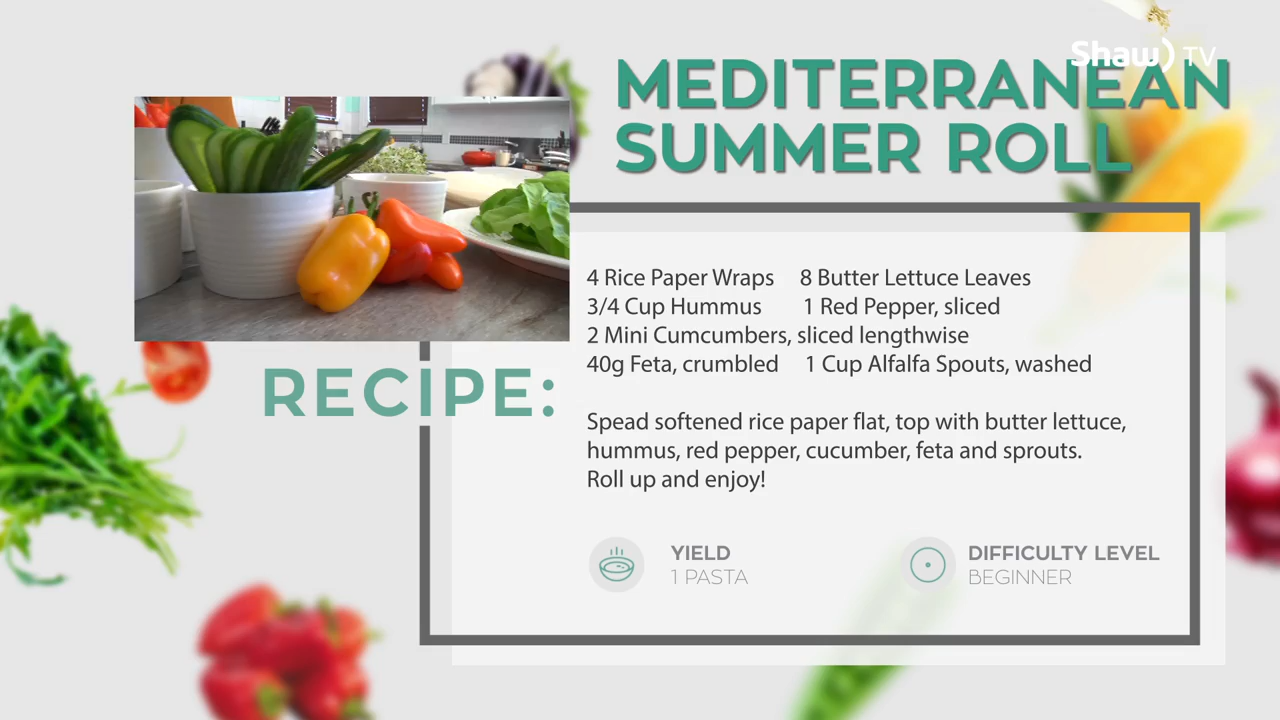 Shaw) TV
MEDITERRANEAN
SUMMER ROLL
RECIPE:
4 Rice Paper Wraps 8 Butter Lettuce Leaves
3/4 Cup Hummus 1 Red Pepper, sliced
2 Mini Cumcumbers, sliced lengthwise
40g Feta, crumbled 1 Cup Alfalfa Spouts, washed
Spead softened rice paper flat, top with butter lettuce,
hummus, red pepper, cucumber, feta and sprouts.
Roll up and enjoy!
YIELD
1 PASTA
DIFFICULTY LEVEL
BEGINNER